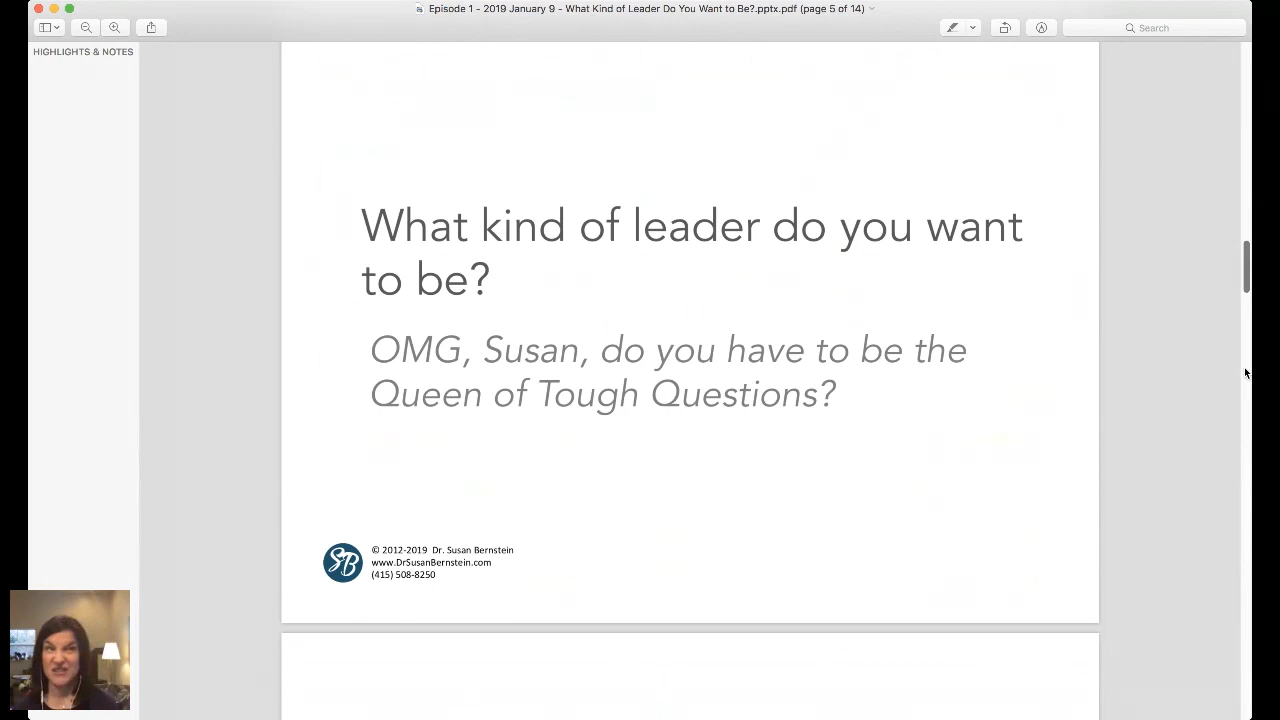 Episode 1 - 2019 January 9 - What Kind of Leader Do You Want to Be?.pptx.pdf (page 5 of 14)
Search
HIGHLIGHTS & NOTES
What kind of leader do you want
to be?
OMG, Susan, do you have to be the
Queen of Tough Questions?
SB
© 2012-2019 Dr. Susan Bernstein
www.DrSusanBernstein.com
(415) 508-8250